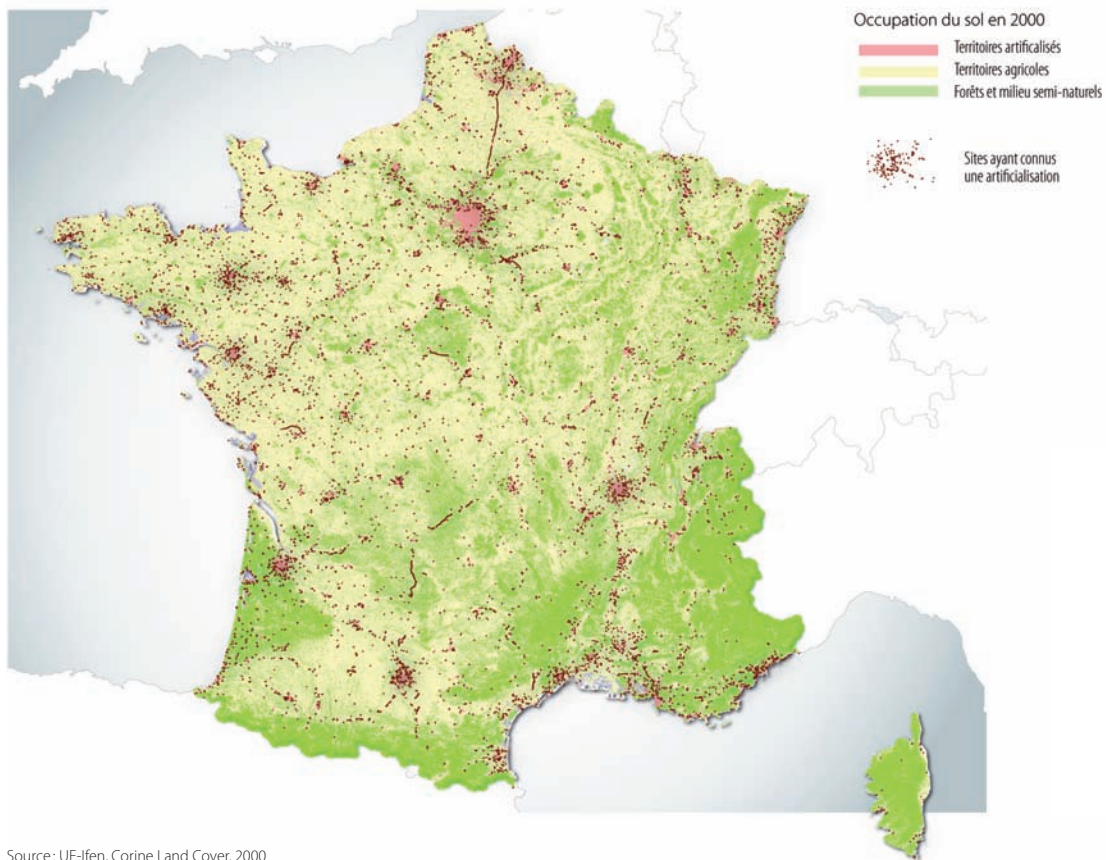 Occupation du sol en 2000
Territoires artificalisés
Territoires agricoles
Forêts et milieu semi-naturels
Sites ayant connus
une artificialisation
Source : UE-Ifen, Corine Land Cover, 2000